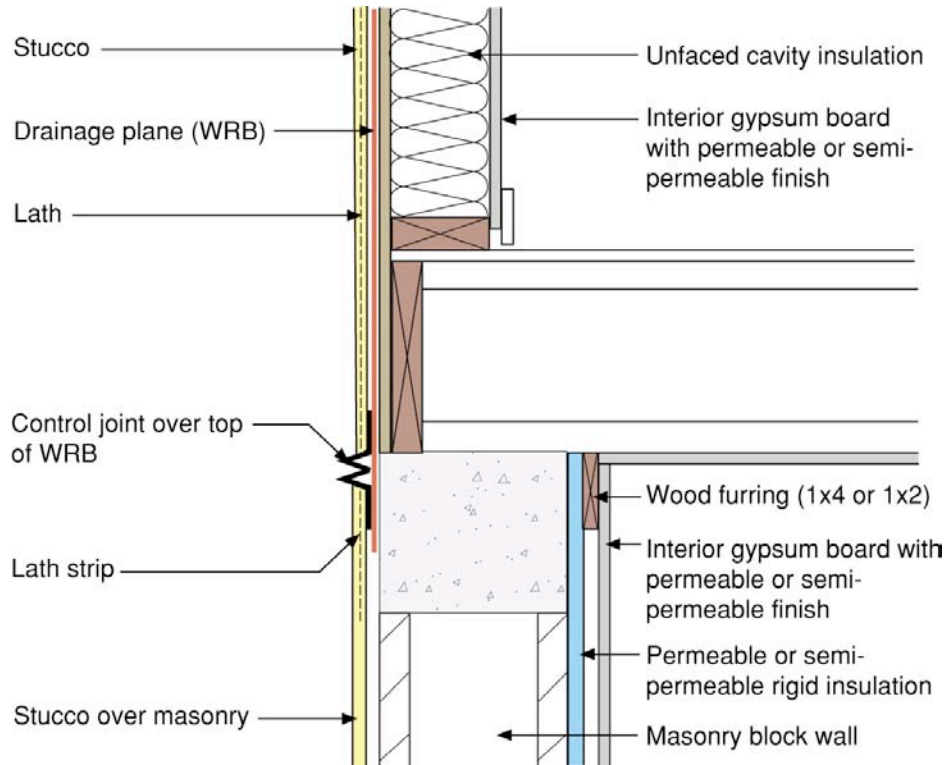 Stucco
Drainage plane (WRB)
Lath
Control joint over top
of WRB
Lath strip
Stucco over masonry
Unfaced cavity insulation
Interior gypsum board
with permeable or semi-
permeable finish
Wood furring (1x4 or 1x2)
Interior gypsum board with
permeable or semi-
permeable finish
Permeable or semi-
permeable rigid insulation
Masonry block wall